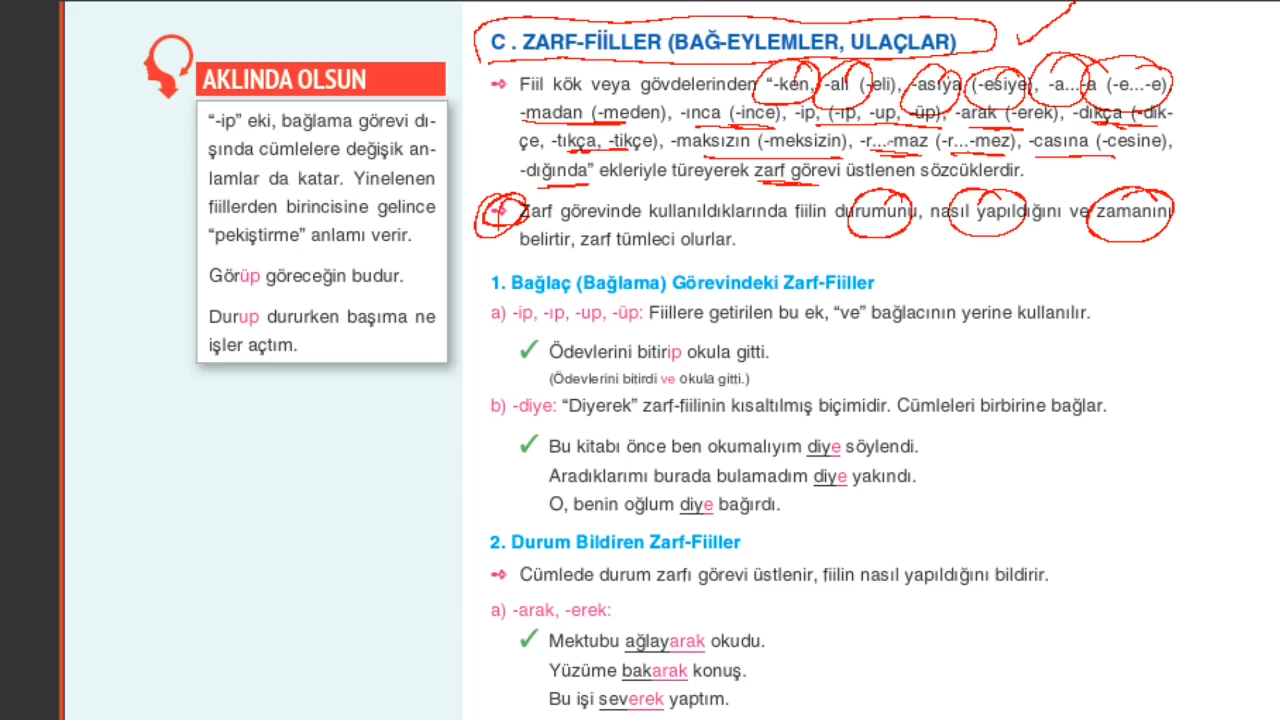 AKLINDA OLSUN
“-ip” eki, bağlama görevi dı-
şında cümlelere değişik an-
lamlar da katar. Yinelenen
fiillerden birincisine gelince
“pekiştirme” anlamı verir.
Görüp göreceğin budur.
Durup dururken başıma ne
işler açtım.
C . ZARF-FİİLLER (BAĞ-EYLEMLER, ULAÇLAR)
Fiil kök veya gövdelerinden “-ken, -alı (-eli), -asıya (-esiye), -a...-a (-e...-e),
-madan (-meden), -ınca (-ince), -ip, (-ıp, -up, -üp), -arak (-erek), -dıkça (-dik-
çe, -tıkça, -tikçe), -maksızın (-meksizin), -r...-maz (-r...-mez), -casına (-cesine),
-dığında” ekleriyle türeyerek zarf görevi üstlenen sözcüklerdir.
Zarf görevinde kullanıldıklarında fiilin durumunu, nasıl yapıldığını ve zamanını
belirtir, zarf tümleci olurlar.
1. Bağlaç (Bağlama) Görevindeki Zarf-Fiiller
a) -ip, -ıp, -up, -üp: Fiillere getirilen bu ek, “ve” bağlacının yerine kullanılır.
Ödevlerini bitirip okula gitti.
(Ödevlerini bitirdi ve okula gitti.)
b) -diye: “Diyerek” zarf-fiilinin kısaltılmış biçimidir. Cümleleri birbirine bağlar.
Bu kitabı önce ben okumalıyım diye söylendi.
Aradıklarımı burada bulamadım diye yakındı.
O, benin oğlum diye bağırdı.
2. Durum Bildiren Zarf-Fiiller
Cümlede durum zarfı görevi üstlenir, fiilin nasıl yapıldığını bildirir.
a) -arak, -erek:
Mektubu ağlayarak okudu.
Yüzüme bakarak konuş.
Bu işi severek yaptım.